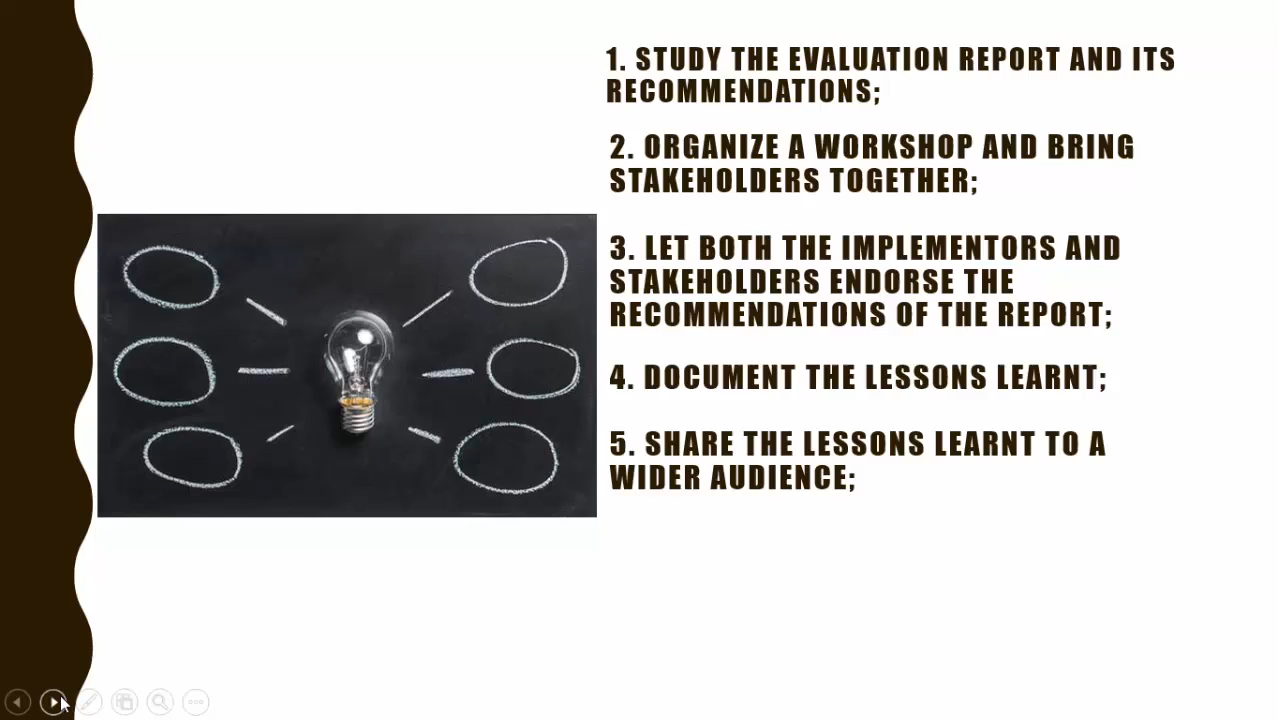 1. STUDY THE EVALUATION REPORT AND ITS
RECOMMENDATIONS;
2. ORGANIZE A WORKSHOP AND BRING
STAKEHOLDERS TOGETHER;
3. LET BOTH THE IMPLEMENTORS AND
STAKEHOLDERS ENDORSE THE
RECOMMENDATIONS OF THE REPORT;
4. DOCUMENT THE LESSONS LEARNT;
5. SHARE THE LESSONS LEARNT TO A
WIDER AUDIENCE;